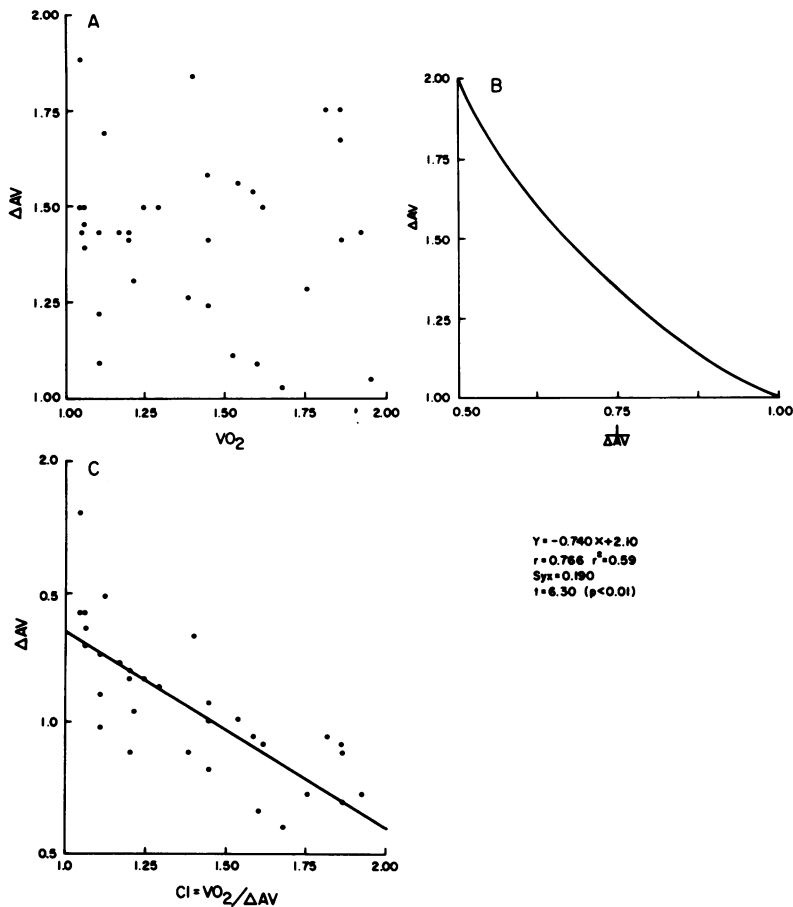 A
2.00
1.75
1.50
1.25
1.00
ΔAV
1.00
1.25
1.50
1.75
2.00
VO₂
B
2.00
1.75
1.50
1.25
1.00
ΔAV
0.50
0.75
1.00
1
ΔAV
C
2.0
0.5
1.0
0.5
ΔAV
1.0
1.25
1.50
1.75
2.00
CI=VO₂/ΔAV
Y=-0.740X+2.10
r=0.766 r²=0.59
Syx=0.190
t=6.30 (p<0.01)